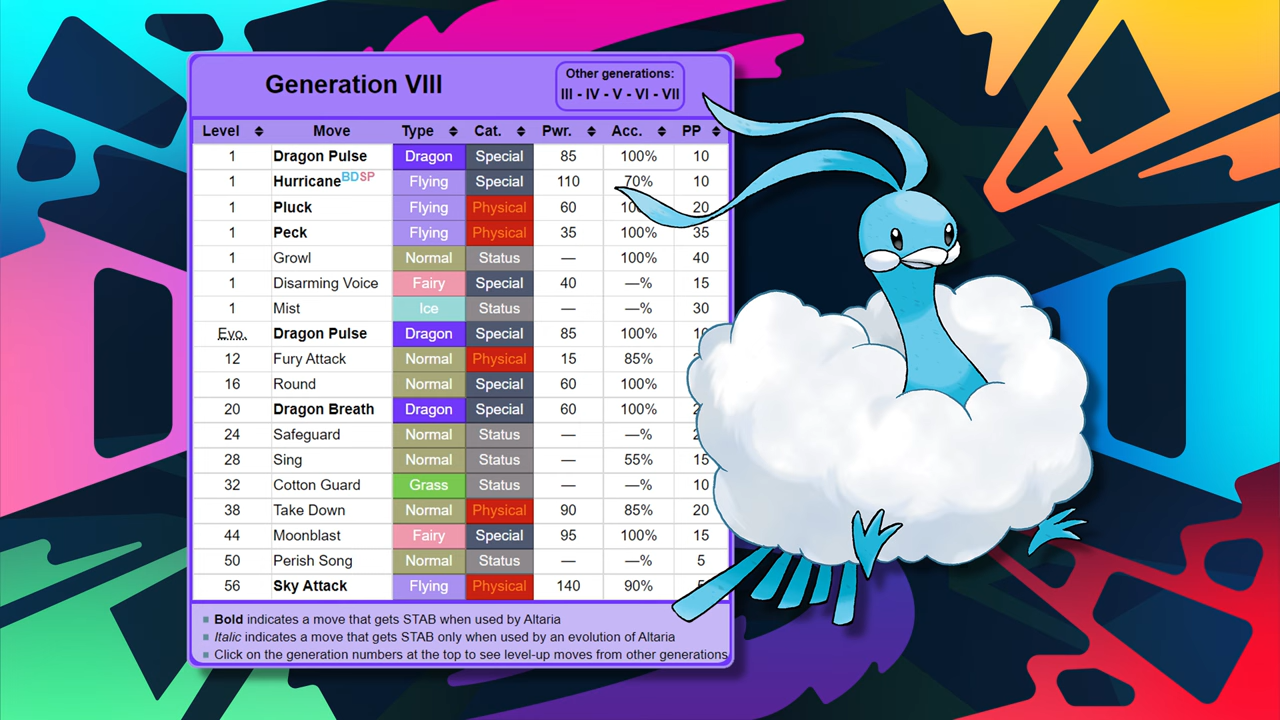 Generation VIII
Other generations:
III - IV - V - VI - VII
Level Move Type Cat. Pwr. Acc. PP
1 Dragon Pulse Dragon Special 85 100% 10
1 HurricaneBDSP Flying Special 110 70% 10
1 Pluck Flying Physical 60 20
1 Peck Flying Physical 35 100% 35
1 Growl Normal Status — 100% 40
1 Disarming Voice Fairy Special 40 —% 15
1 Mist Ice Status — —% 30
Evo. Dragon Pulse Dragon Special 85 100%
12 Fury Attack Normal Physical 15 85%
16 Round Normal Special 60 100%
20 Dragon Breath Dragon Special 60 100%
24 Safeguard Normal Status — —%
28 Sing Normal Status — 55% 15
32 Cotton Guard Grass Status — —% 10
38 Take Down Normal Physical 90 85% 20
44 Moonblast Fairy Special 95 100% 15
50 Perish Song Normal Status — —% 5
56 Sky Attack Flying Physical 140 90%
Bold indicates a move that gets STAB when used by Altaria
Italic indicates a move that gets STAB only when used by an evolution of Altaria
Click on the generation numbers at the top to see level-up moves from other generations